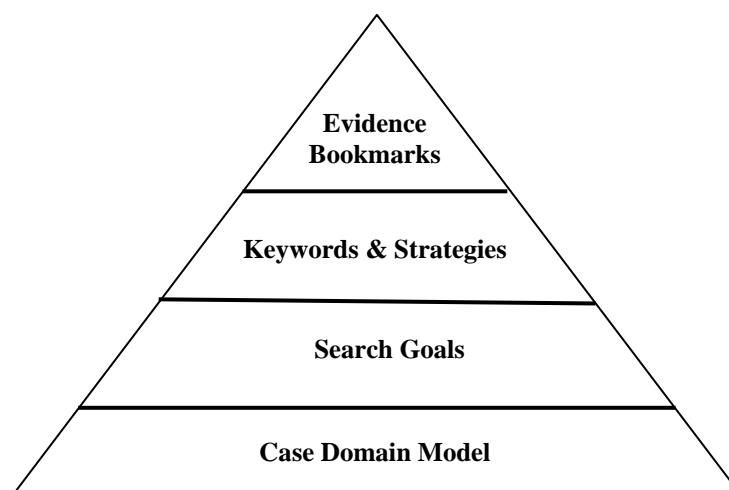 Evidence
Bookmarks
Keywords & Strategies
Search Goals
Case Domain Model